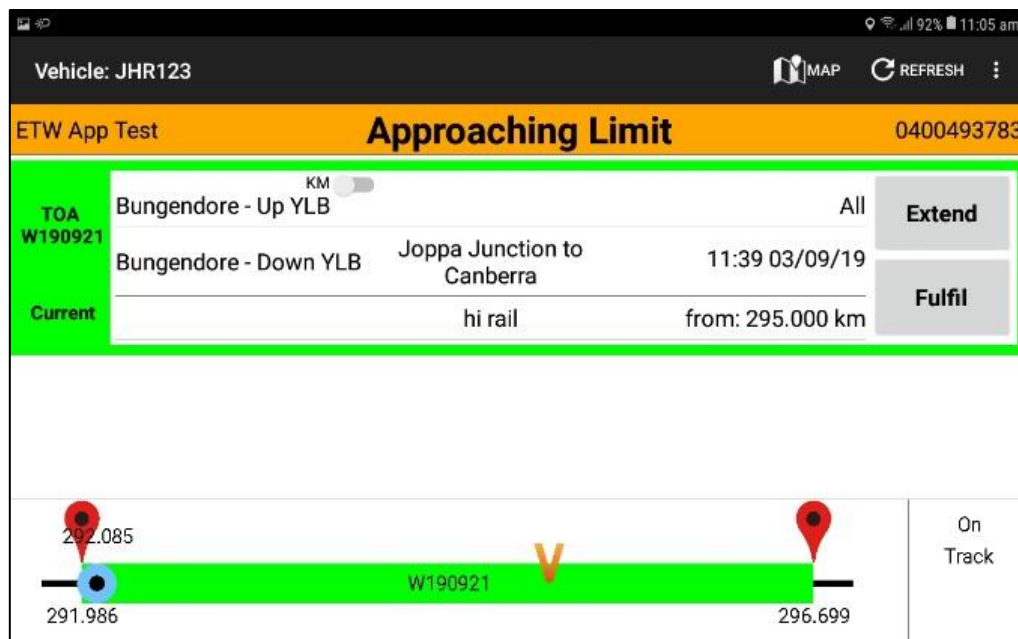 92% 11:05 am
Vehicle: JHR123
MAP
REFRESH
ETW App Test
Approaching Limit
0400493783
TOA
W190921
Current
KM
Bungendore - Up YLB
All
Bungendore - Down YLB
Joppa Junction to
Canberra
11:39 03/09/19
hi rail
from: 295.000 km
Extend
Fulfil
292.085
V
W190921
291.986
296.699
On
Track